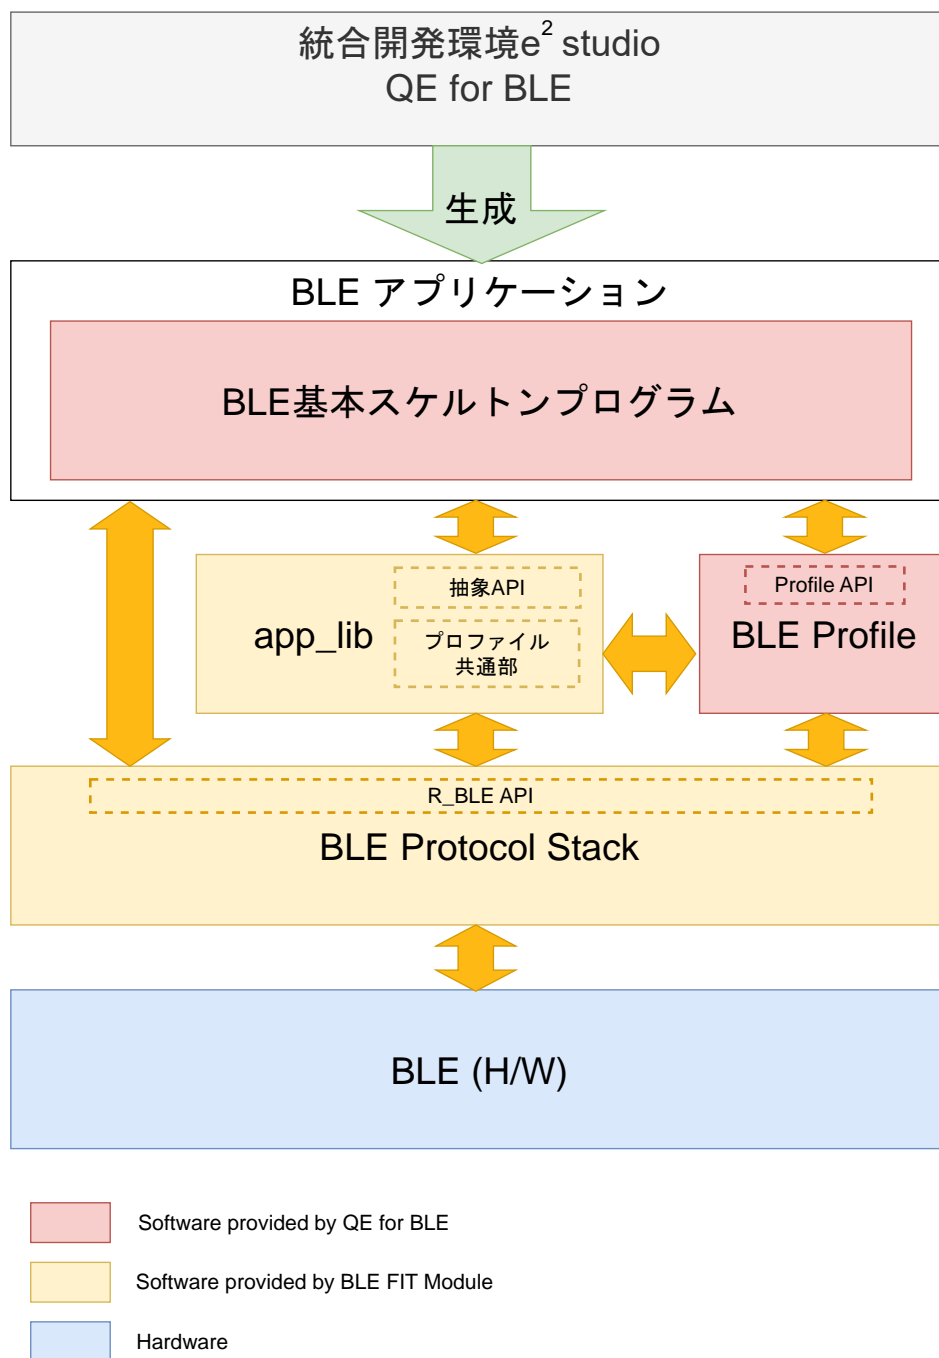 統合開発環境e² studio
QE for BLE
生成
BLE アプリケーション
BLE基本スケルトンプログラム
抽象API
app_lib
プロファイル
共通部
Profile API
BLE Profile
R_BLE API
BLE Protocol Stack
BLE (H/W)
Software provided by QE for BLE
Software provided by BLE FIT Module
Hardware